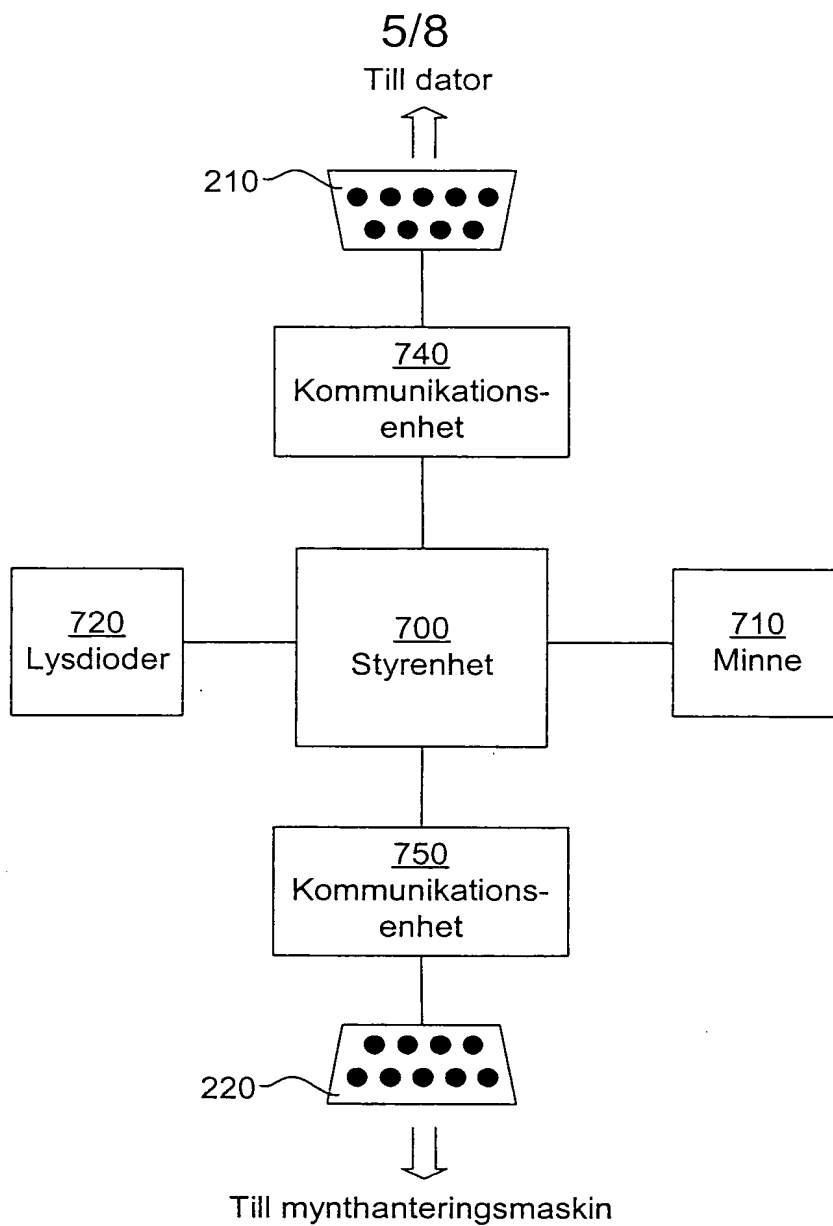 5/8
Till dator
210
740
Kommunikations-
enhet
720
Lysdioder
700
Styrenhet
710
Minne
750
Kommunikations-
enhet
220
Till mynthanteringsmaskin